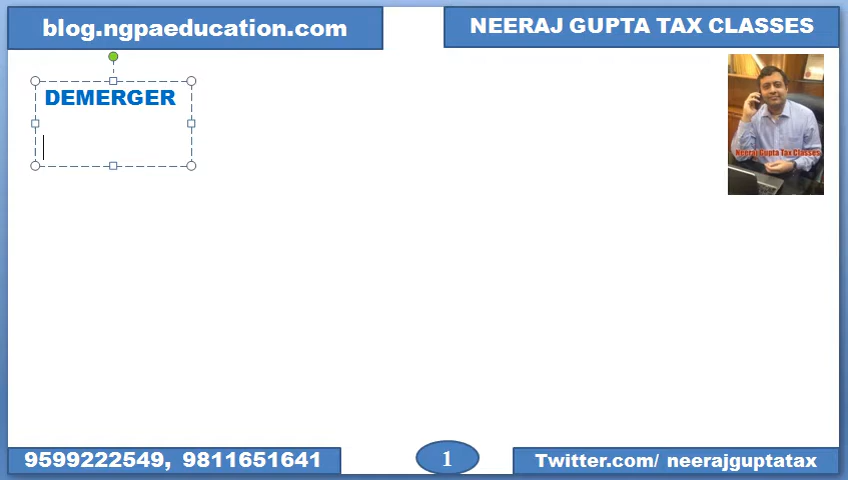 blog.ngpaeducation.com
NEERAJ GUPTA TAX CLASSES
DEMERGER
Neeraj Gupta Tax Classes
9599222549, 9811651641
1
Twitter.com/ neerajguptatax